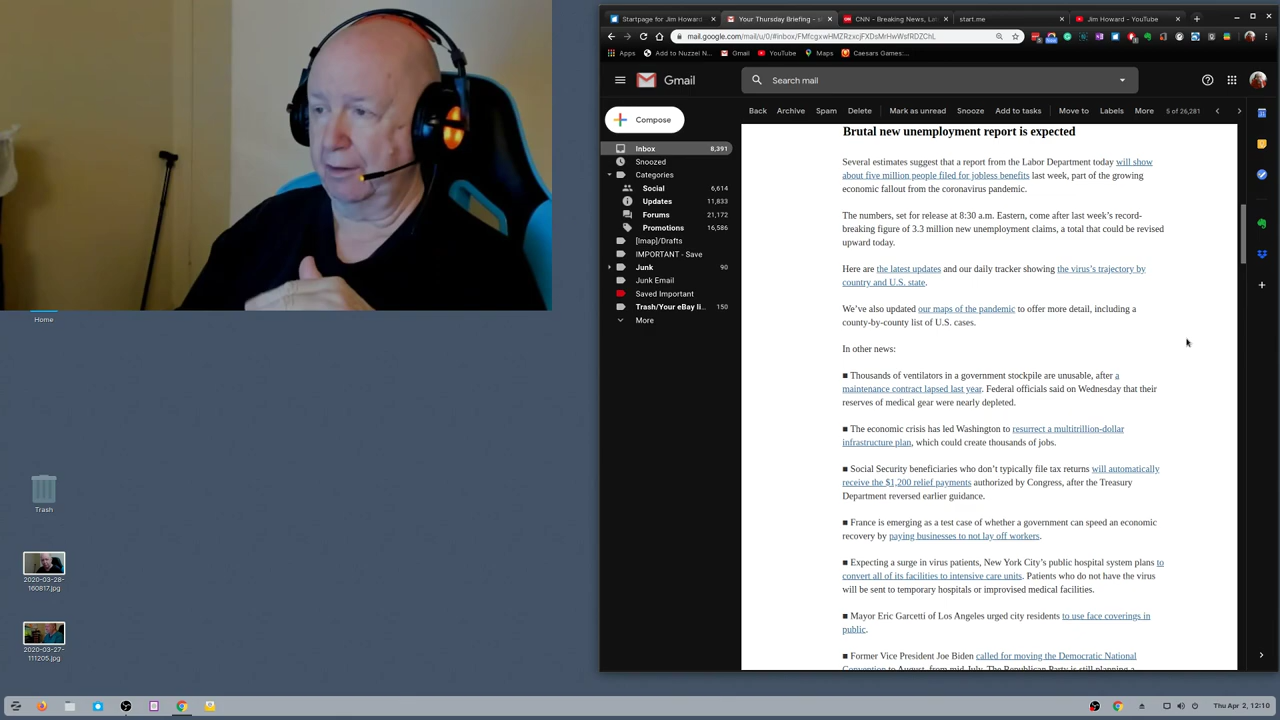 Startpage for Jim Howard
Your Thursday Briefing - s
CNN - Breaking News, La
start.me
Jim Howard - YouTube
mail.google.com/mail/u/0/#inbox/FMfcgxwHMZRzxcjFXDsMrHwWsfRDZChL
Apps
Add to Nuzzel N...
Gmail
YouTube
Maps
Caesars Games:...
Gmail
Search mail
Compose
Back
Archive
Spam
Delete
Mark as unread
Snooze
Add to tasks
Move to
Labels
More
5 of 26,281
Inbox 8,391
Snoozed
Categories
Social 6,614
Updates 11,833
Forums 21,172
Promotions 16,586
[Imap]/Drafts
IMPORTANT - Save
Junk 90
Junk Email
Saved Important
Trash/Your eBay li... 150
More
Brutal new unemployment report is expected
Several estimates suggest that a report from the Labor Department today will show
about five million people filed for jobless benefits last week, part of the growing
economic fallout from the coronavirus pandemic.
The numbers, set for release at 8:30 a.m. Eastern, come after last week's record-
breaking figure of 3.3 million new unemployment claims, a total that could be revised
upward today.
Here are the latest updates and our daily tracker showing the virus's trajectory by
country and U.S. state.
We've also updated our maps of the pandemic to offer more detail, including a
county-by-county list of U.S. cases.
In other news:
■ Thousands of ventilators in a government stockpile are unusable, after a
maintenance contract lapsed last year. Federal officials said on Wednesday that their
reserves of medical gear were nearly depleted.
■ The economic crisis has led Washington to resurrect a multitrillion-dollar
infrastructure plan, which could create thousands of jobs.
■ Social Security beneficiaries who don't typically file tax returns will automatically
receive the $1,200 relief payments authorized by Congress, after the Treasury
Department reversed earlier guidance.
■ France is emerging as a test case of whether a government can speed an economic
recovery by paying businesses to not lay off workers.
■ Expecting a surge in virus patients, New York City's public hospital system plans to
convert all of its facilities to intensive care units. Patients who do not have the virus
will be sent to temporary hospitals or improvised medical facilities.
■ Mayor Eric Garcetti of Los Angeles urged city residents to use face coverings in
public.
■ Former Vice President Joe Biden called for moving the Democratic National
Convention to August, from mid-July. The Republican Party is still planning a
Home
Trash
2020-03-28-
160817.jpg
2020-03-27-
111205.jpg
Thu Apr 2, 12:10